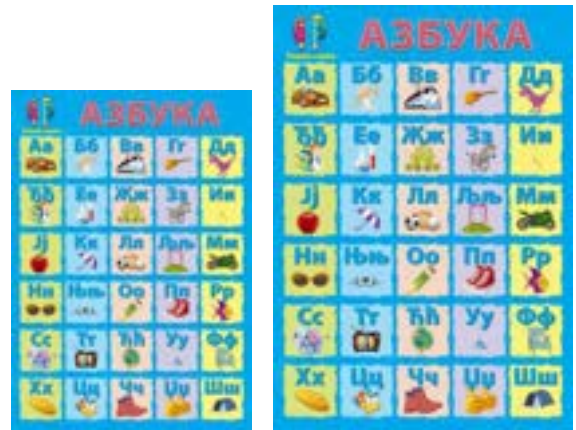 АЗБУКА
Аа Бб Вв Гг Дд
Ђђ Ее Жж Зз Ии
Јј Кк Лл Љљ Мм
Нн Њњ Оо Пп Рр
Сс Тт Ћћ Уу Фф
Хх Цц Чч Џџ Шш
АЗБУКА
Аа Бб Вв Гг Дд
Ђђ Ее Жж Зз Ии
Јј Кк Лл Љљ Мм
Нн Њњ Оо Пп Рр
Сс Тт Ћћ Уу Фф
Хх Цц Чч Џџ Шш